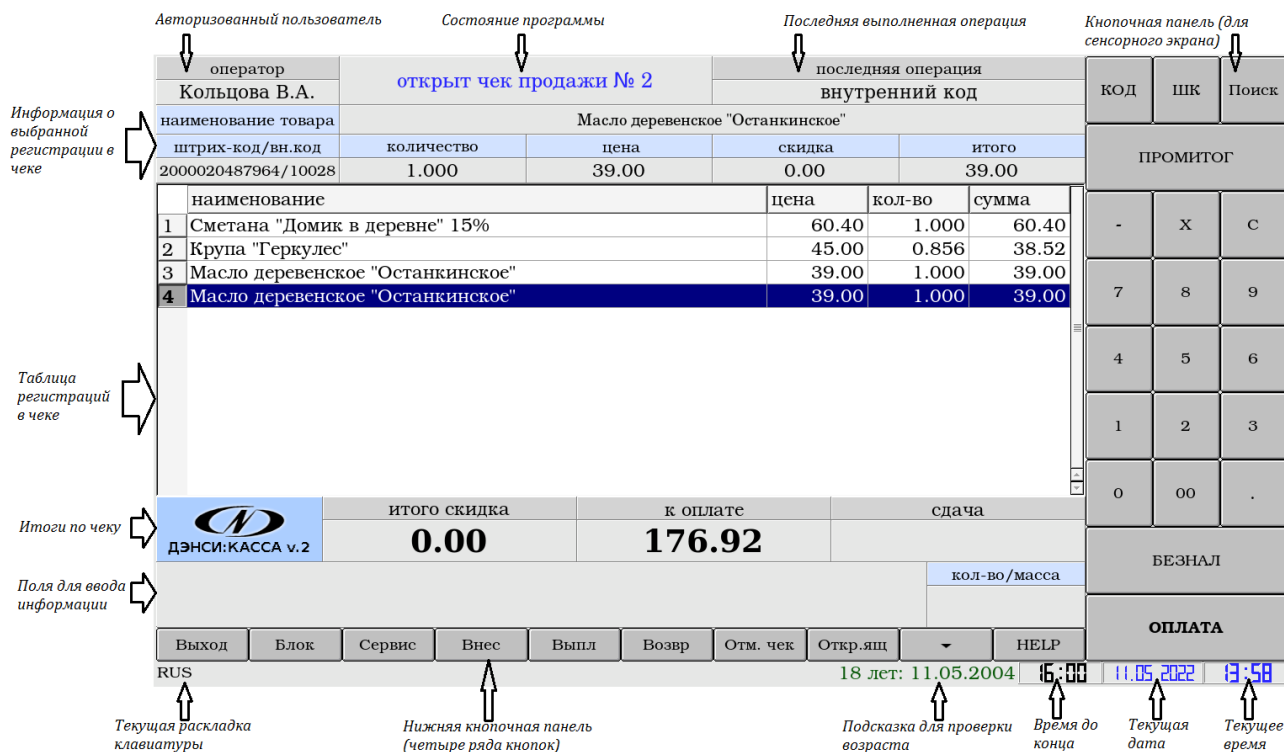 Авторизованный пользователь
Состояние программы
Последняя выполненная операция
Кнопочная панель (для
сенсорного экрана)
оператор
Кольцова В.А.
открыт чек продажи № 2
последняя операция
внутренний код
КОД
ШК
Поиск
Информация о
выбранной
регистрации в
чеке
наименование товара
Масло деревенское "Останкинское"
штрих-код/вн.код
количество
цена
скидка
итого
2000020487964/10028
1.000
39.00
0.00
39.00
ПРОМИТОГ
наименование цена кол-во сумма
1 Сметана "Домик в деревне" 15% 60.40 1.000 60.40
2 Крупа "Геркулес" 45.00 0.856 38.52
3 Масло деревенское "Останкинское" 39.00 1.000 39.00
4 Масло деревенское "Останкинское" 39.00 1.000 39.00
- X C
7 8 9
4 5 6
1 2 3
0 00 .
Таблица
регистраций
в чеке
Итоги по чеку
ДЭНСИ:КАССА v.2
итого скидка
к оплате
сдача
0.00
176.92
БЕЗНАЛ
Поля для ввода
информации
кол-во/масса
ОПЛАТА
Выход Блок Сервис Внес Выпл Возвр Отм. чек Откр.ящ HELP
RUS
18 лет: 11.05.2004
16:00
11.05.2022
13:58
Текущая раскладка
клавиатуры
Нижняя кнопочная панель
(четыре ряда кнопок)
Подсказка для проверки
возраста
Время до
конца
Текущая
дата
Текущее
время